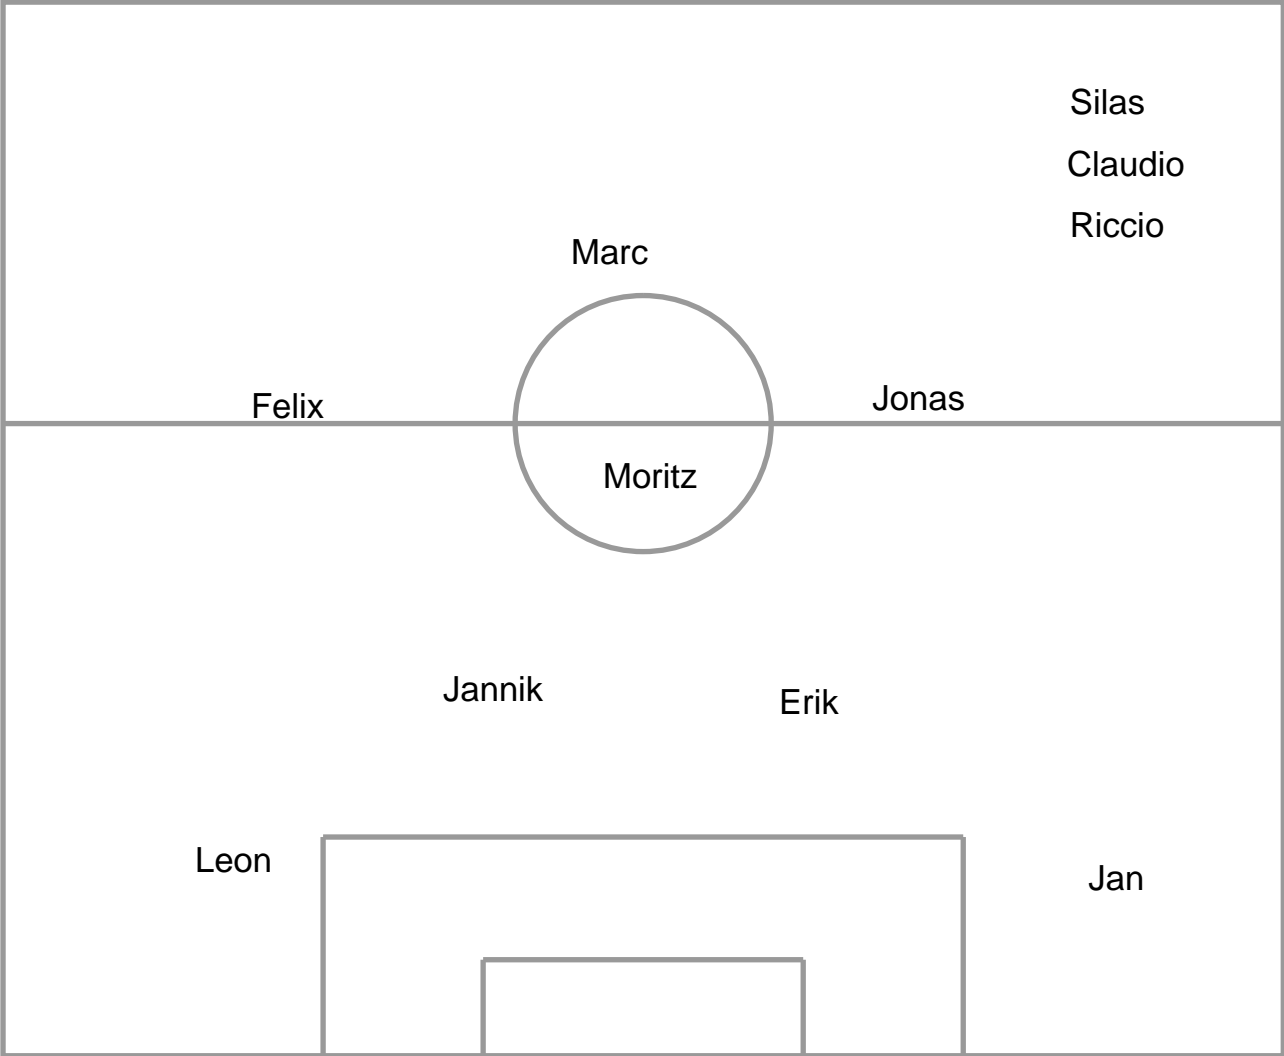 Silas
Claudio
Riccio
Marc
Felix
Jonas
Moritz
Jannik
Erik
Leon
Jan